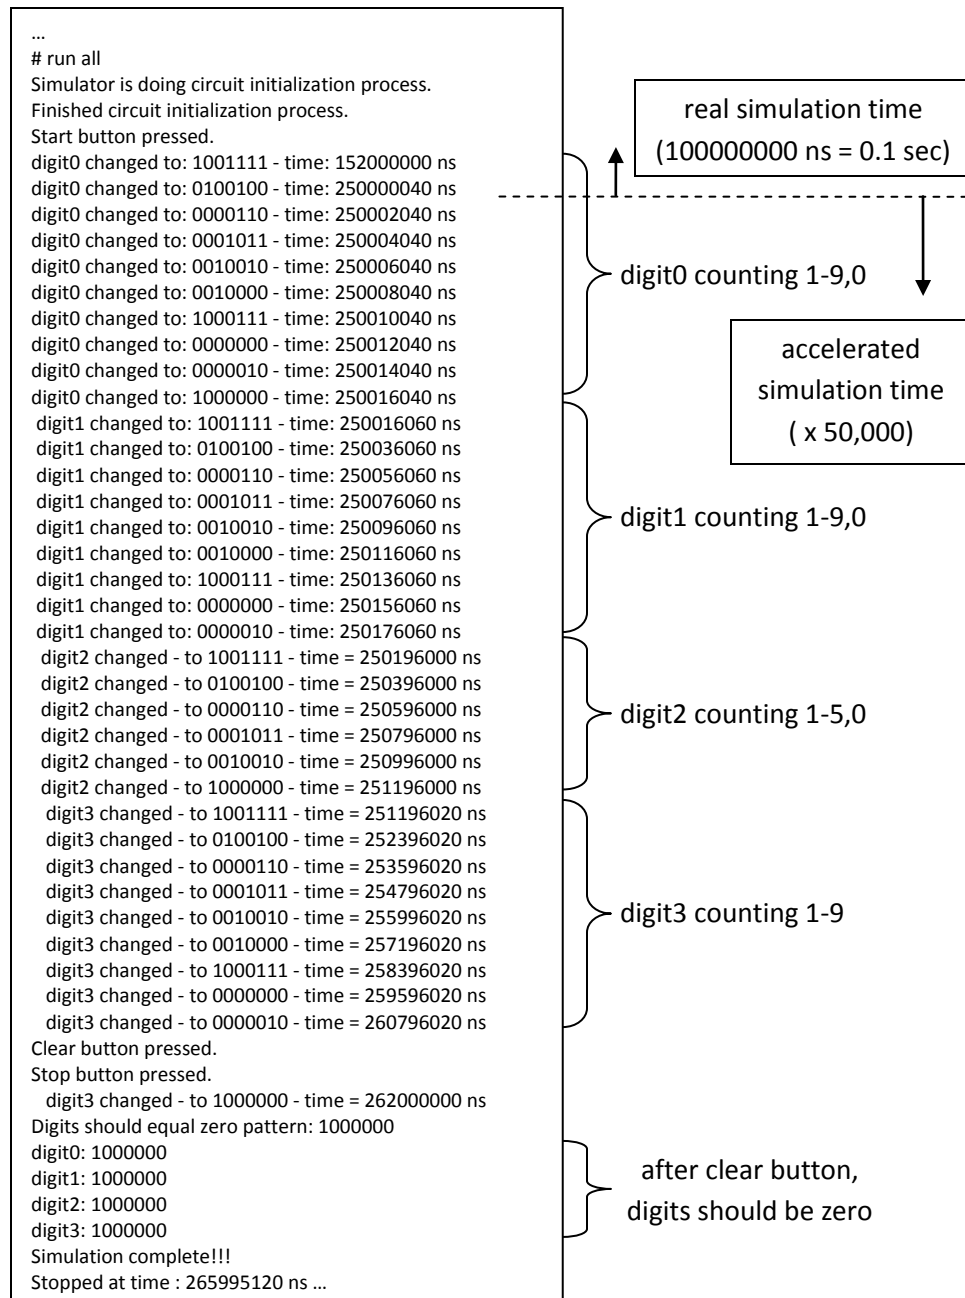 ...
# run all
Simulator is doing circuit initialization process.
Finished circuit initialization process.
Start button pressed.
digit0 changed to: 1001111 - time: 152000000 ns
digit0 changed to: 0100100 - time: 250000040 ns
digit0 changed to: 0000110 - time: 250002040 ns
digit0 changed to: 0001011 - time: 250004040 ns
digit0 changed to: 0010010 - time: 250006040 ns
digit0 changed to: 0010000 - time: 250008040 ns
digit0 changed to: 1000111 - time: 250010040 ns
digit0 changed to: 0000000 - time: 250012040 ns
digit0 changed to: 0000010 - time: 250014040 ns
digit0 changed to: 1000000 - time: 250016040 ns
digit1 changed to: 1001111 - time: 250016060 ns
digit1 changed to: 0100100 - time: 250036060 ns
digit1 changed to: 0000110 - time: 250056060 ns
digit1 changed to: 0001011 - time: 250076060 ns
digit1 changed to: 0010010 - time: 250096060 ns
digit1 changed to: 0010000 - time: 250116060 ns
digit1 changed to: 1000111 - time: 250136060 ns
digit1 changed to: 0000000 - time: 250156060 ns
digit1 changed to: 0000010 - time: 250176060 ns
digit2 changed - to 1001111 - time = 250196000 ns
digit2 changed - to 0100100 - time = 250396000 ns
digit2 changed - to 0000110 - time = 250596000 ns
digit2 changed - to 0001011 - time = 250796000 ns
digit2 changed - to 0010010 - time = 250996000 ns
digit2 changed - to 1000000 - time = 251196000 ns
digit3 changed - to 1001111 - time = 251196020 ns
digit3 changed - to 0100100 - time = 252396020 ns
digit3 changed - to 0000110 - time = 253596020 ns
digit3 changed - to 0001011 - time = 254796020 ns
digit3 changed - to 0010010 - time = 255996020 ns
digit3 changed - to 0010000 - time = 257196020 ns
digit3 changed - to 1000111 - time = 258396020 ns
digit3 changed - to 0000000 - time = 259596020 ns
digit3 changed - to 0000010 - time = 260796020 ns
Clear button pressed.
Stop button pressed.
digit3 changed - to 1000000 - time = 262000000 ns
Digits should equal zero pattern: 1000000
digit0: 1000000
digit1: 1000000
digit2: 1000000
digit3: 1000000
Simulation complete!!!
Stopped at time : 265995120 ns ...
real simulation time
(100000000 ns = 0.1 sec)
digit0 counting 1-9,0
accelerated
simulation time
( x 50,000)
digit1 counting 1-9,0
digit2 counting 1-5,0
digit3 counting 1-9
after clear button,
digits should be zero